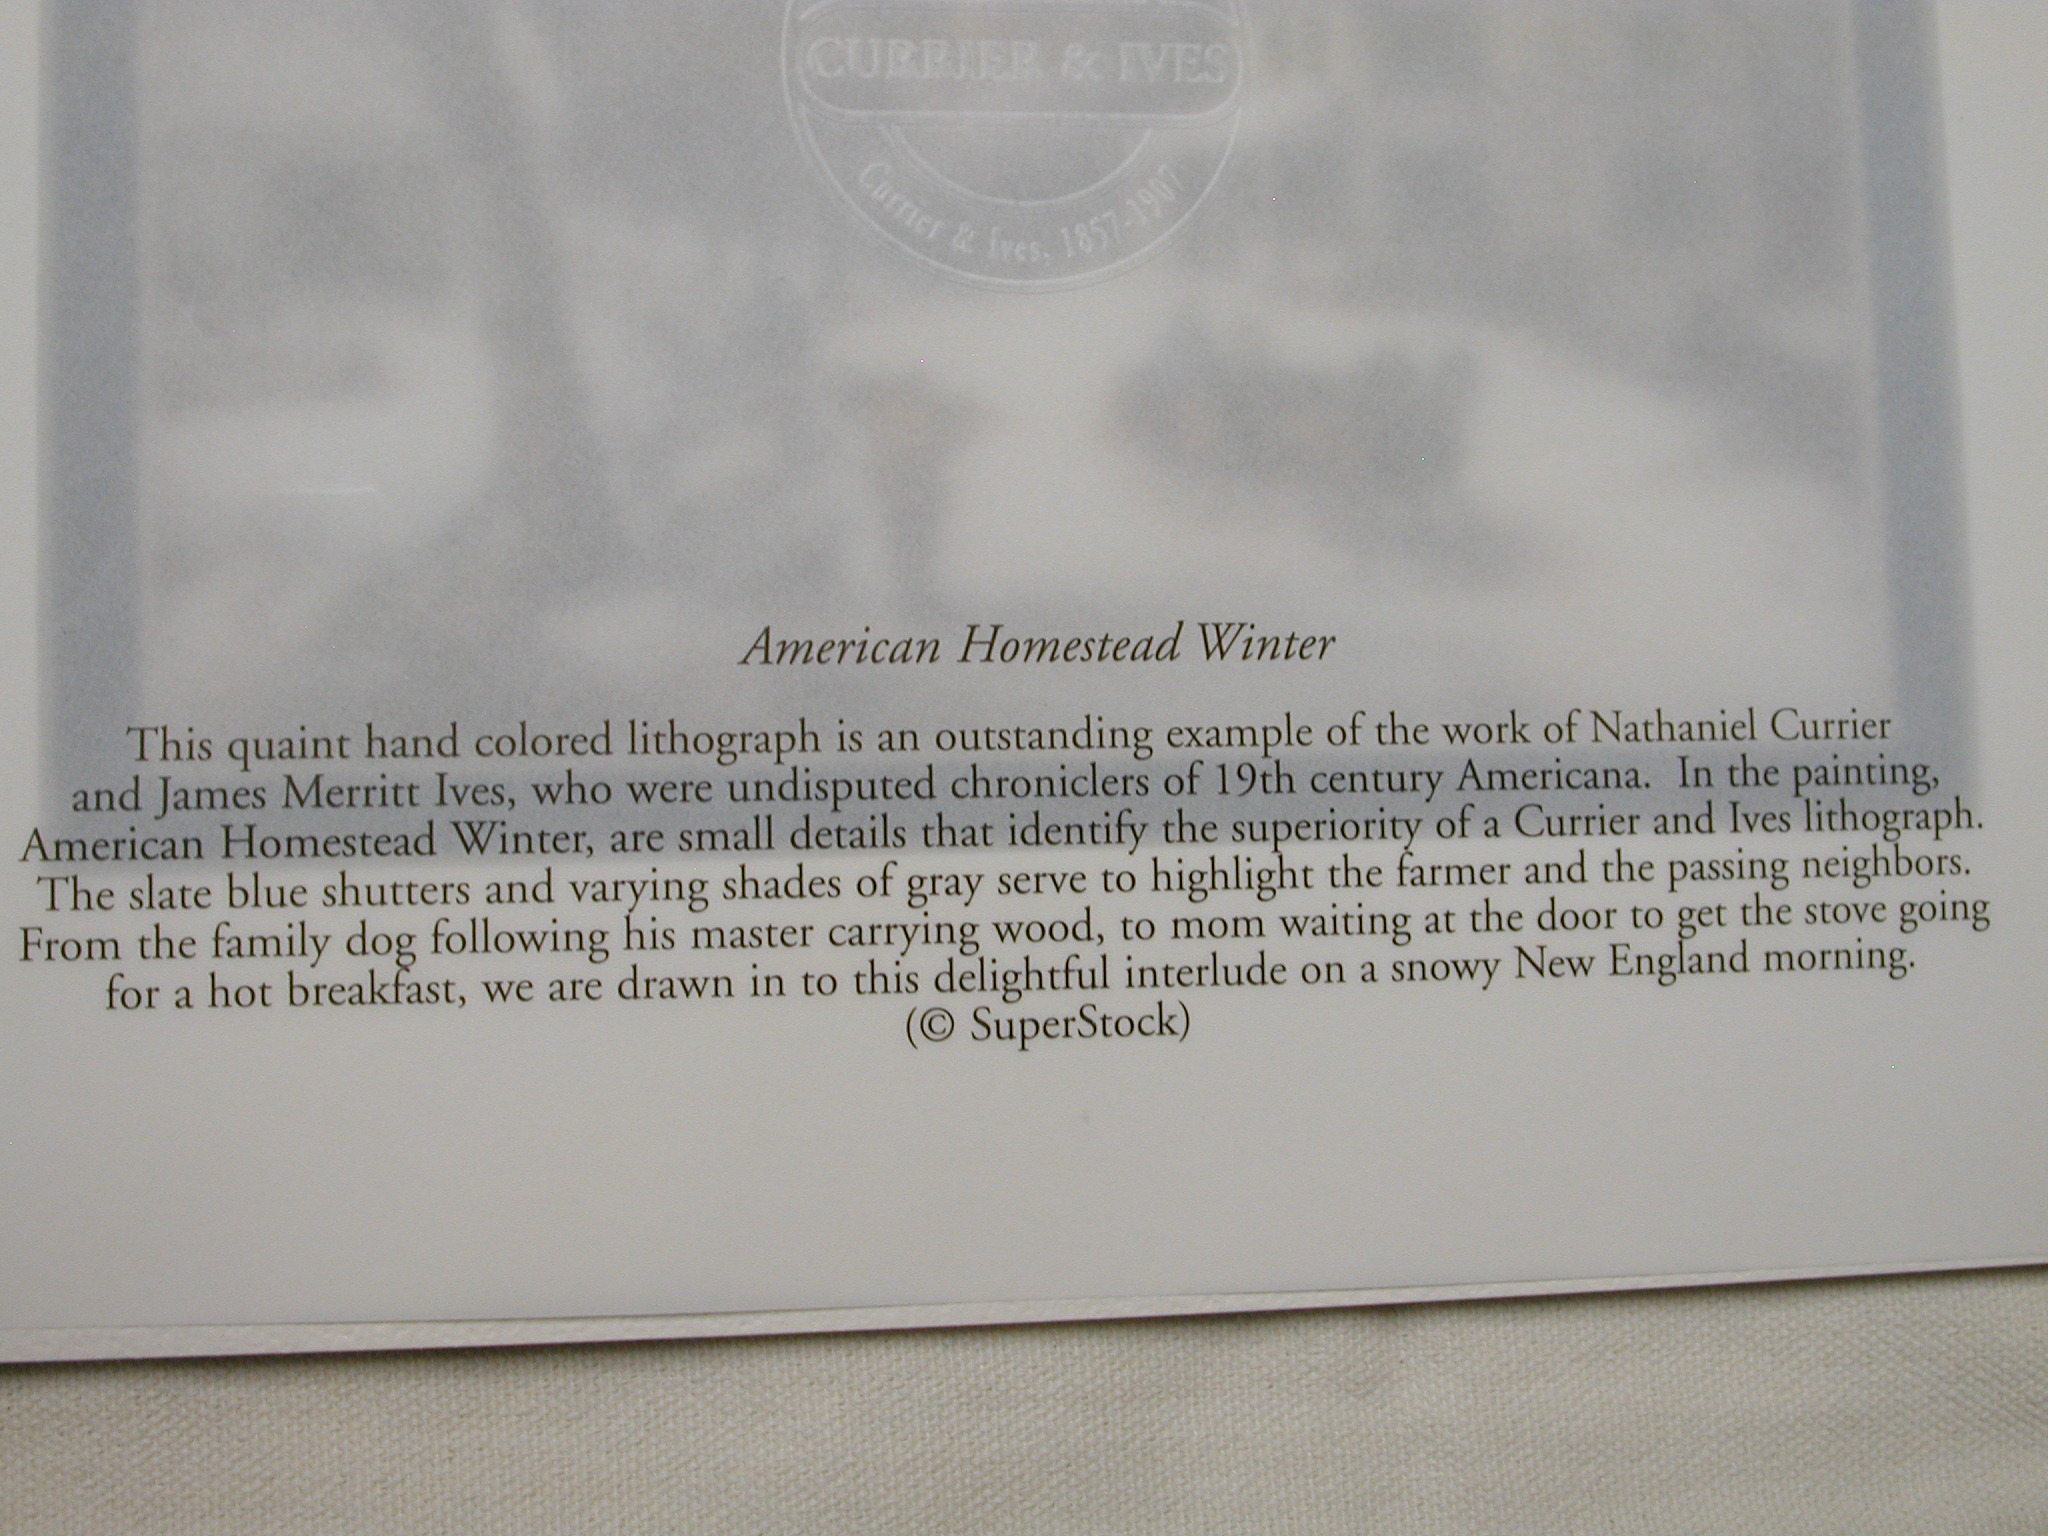 CURRIER & IVES
Currier & Ives, 1857-1907
American Homestead Winter
This quaint hand colored lithograph is an outstanding example of the work of Nathaniel Currier
and James Merritt Ives, who were undisputed chroniclers of 19th century Americana. In the painting,
American Homestead Winter, are small details that identify the superiority of a Currier and Ives lithograph.
The slate blue shutters and varying shades of gray serve to highlight the farmer and the passing neighbors.
From the family dog following his master carrying wood, to mom waiting at the door to get the stove going
for a hot breakfast, we are drawn in to this delightful interlude on a snowy New England morning.
(© SuperStock)